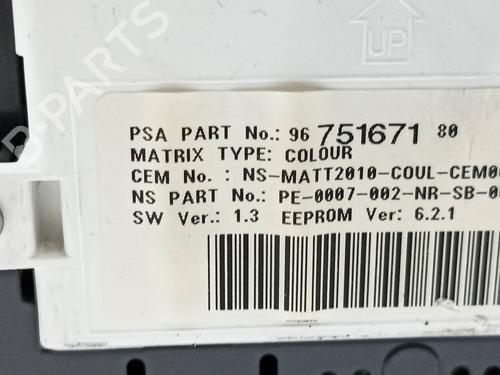 UP
PSA PART No.: 96 751671 80
MATRIX TYPE: COLOUR
CEM No. : NS-MATT2010-COUL-CEM0
NS PART No.: PE-0007-002-NR-SB-0
SW Ver.: 1.3 EEPROM Ver: 6.2.1
B-PARTS